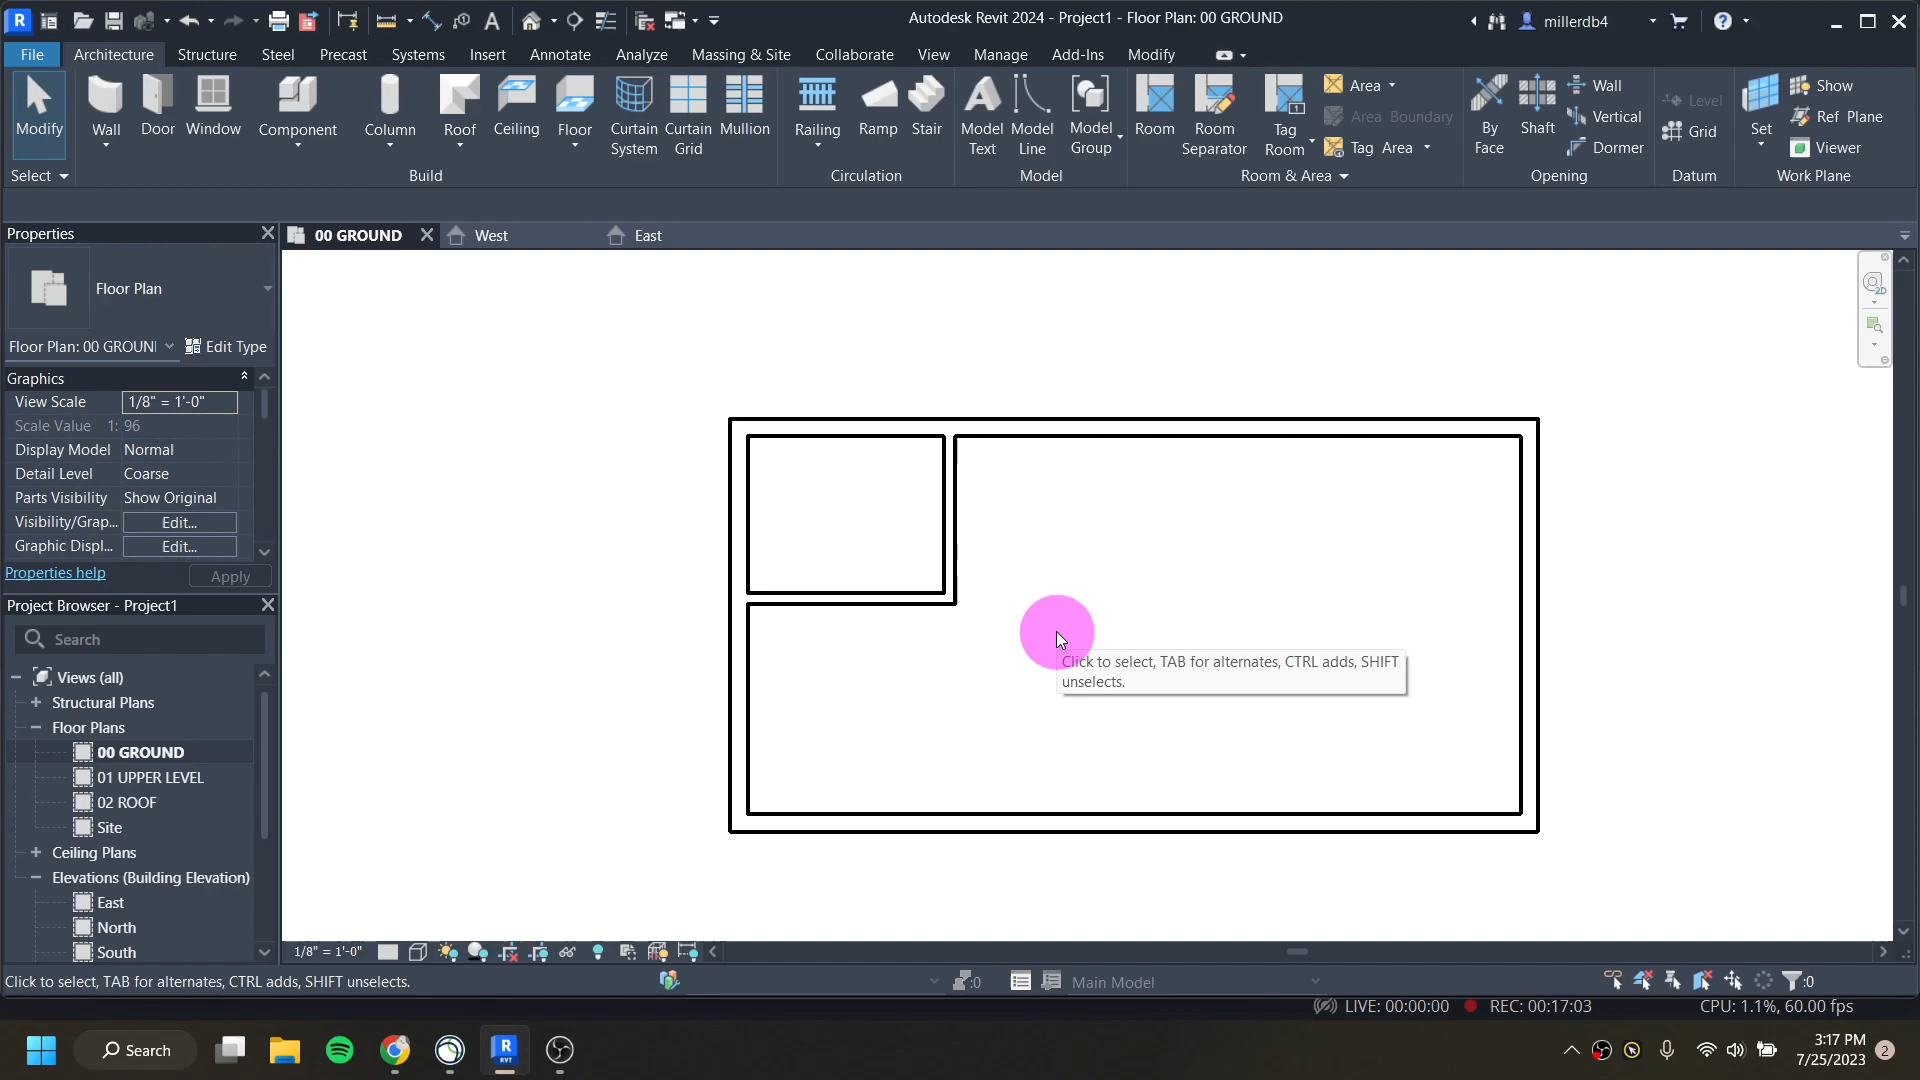 Autodesk Revit 2024 - Project1 - Floor Plan: 00 GROUND
millerdb4
File Architecture Structure Steel Precast Systems Insert Annotate Analyze Massing & Site Collaborate View Manage Add-Ins Modify
Modify
Wall
Door
Window
Component
Column
Roof
Ceiling
Floor
Curtain
System
Curtain
Grid
Mullion
Railing
Ramp
Stair
Model
Text
Model
Line
Model
Group
Room
Room
Separator
Tag
Room
Area
Area Boundary
Tag Area
By
Face
Shaft
Wall
Vertical
Dormer
Level
Grid
Set
Show
Ref Plane
Viewer
Select
Build
Circulation
Model
Room & Area
Opening
Datum
Work Plane
Properties
00 GROUND
West
East
Floor Plan
Floor Plan: 00 GROUN
Edit Type
Graphics
View Scale 1/8" = 1'-0"
Scale Value 1: 96
Display Model Normal
Detail Level Coarse
Parts Visibility Show Original
Visibility/Grap... Edit...
Graphic Displ... Edit...
Properties help
Apply
Project Browser - Project1
Search
Views (all)
Structural Plans
Floor Plans
00 GROUND
01 UPPER LEVEL
02 ROOF
Site
Ceiling Plans
Elevations (Building Elevation)
East
North
South
Click to select, TAB for alternates, CTRL adds, SHIFT
unselects.
2D
1/8" = 1'-0"
Click to select, TAB for alternates, CTRL adds, SHIFT unselects.
:0
Main Model
:0
LIVE: 00:00:00
REC: 00:17:03
CPU: 1.1%, 60.00 fps
Search
3:17 PM
7/25/2023
2